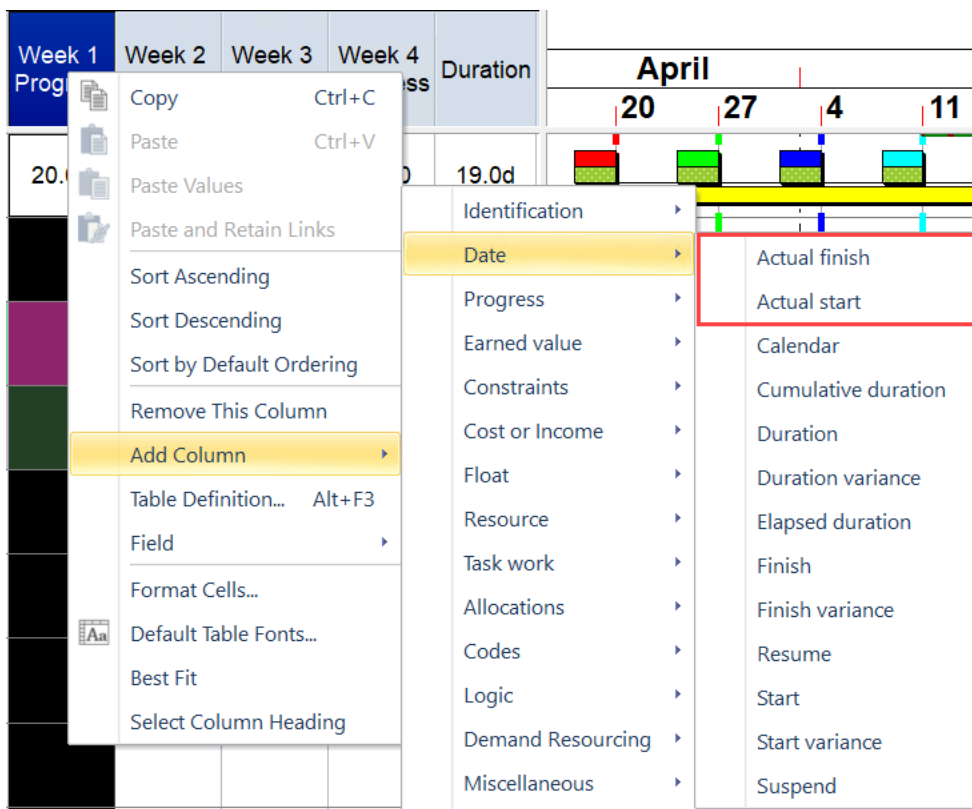 Week 1
Week 2
Week 3
Week 4
Duration
April
20
27
4
11
19.0d
Copy Ctrl+C
Paste Ctrl+V
Paste Values
Paste and Retain Links
Sort Ascending
Sort Descending
Sort by Default Ordering
Remove This Column
Add Column
Table Definition... Alt+F3
Field
Format Cells...
Aa Default Table Fonts...
Best Fit
Select Column Heading
Identification
Date
Progress
Earned value
Constraints
Cost or Income
Float
Resource
Task work
Allocations
Codes
Logic
Demand Resourcing
Miscellaneous
Actual finish
Actual start
Calendar
Cumulative duration
Duration
Duration variance
Elapsed duration
Finish
Finish variance
Resume
Start
Start variance
Suspend